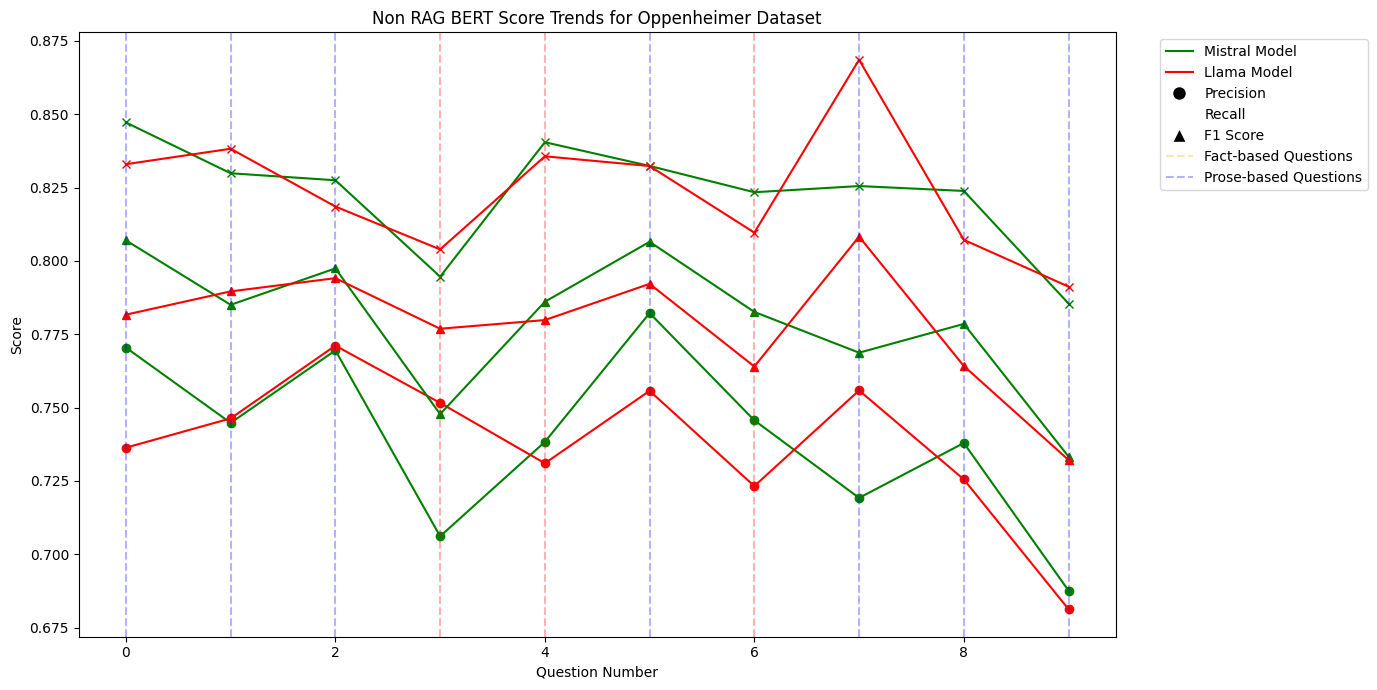 Non RAG BERT Score Trends for Oppenheimer Dataset
0.875
0.850
0.825
0.800
0.775
0.750
0.725
0.700
0.675
Score
0
2
4
6
8
Question Number
Mistral Model
Llama Model
Precision
Recall
F1 Score
Fact-based Questions
Prose-based Questions